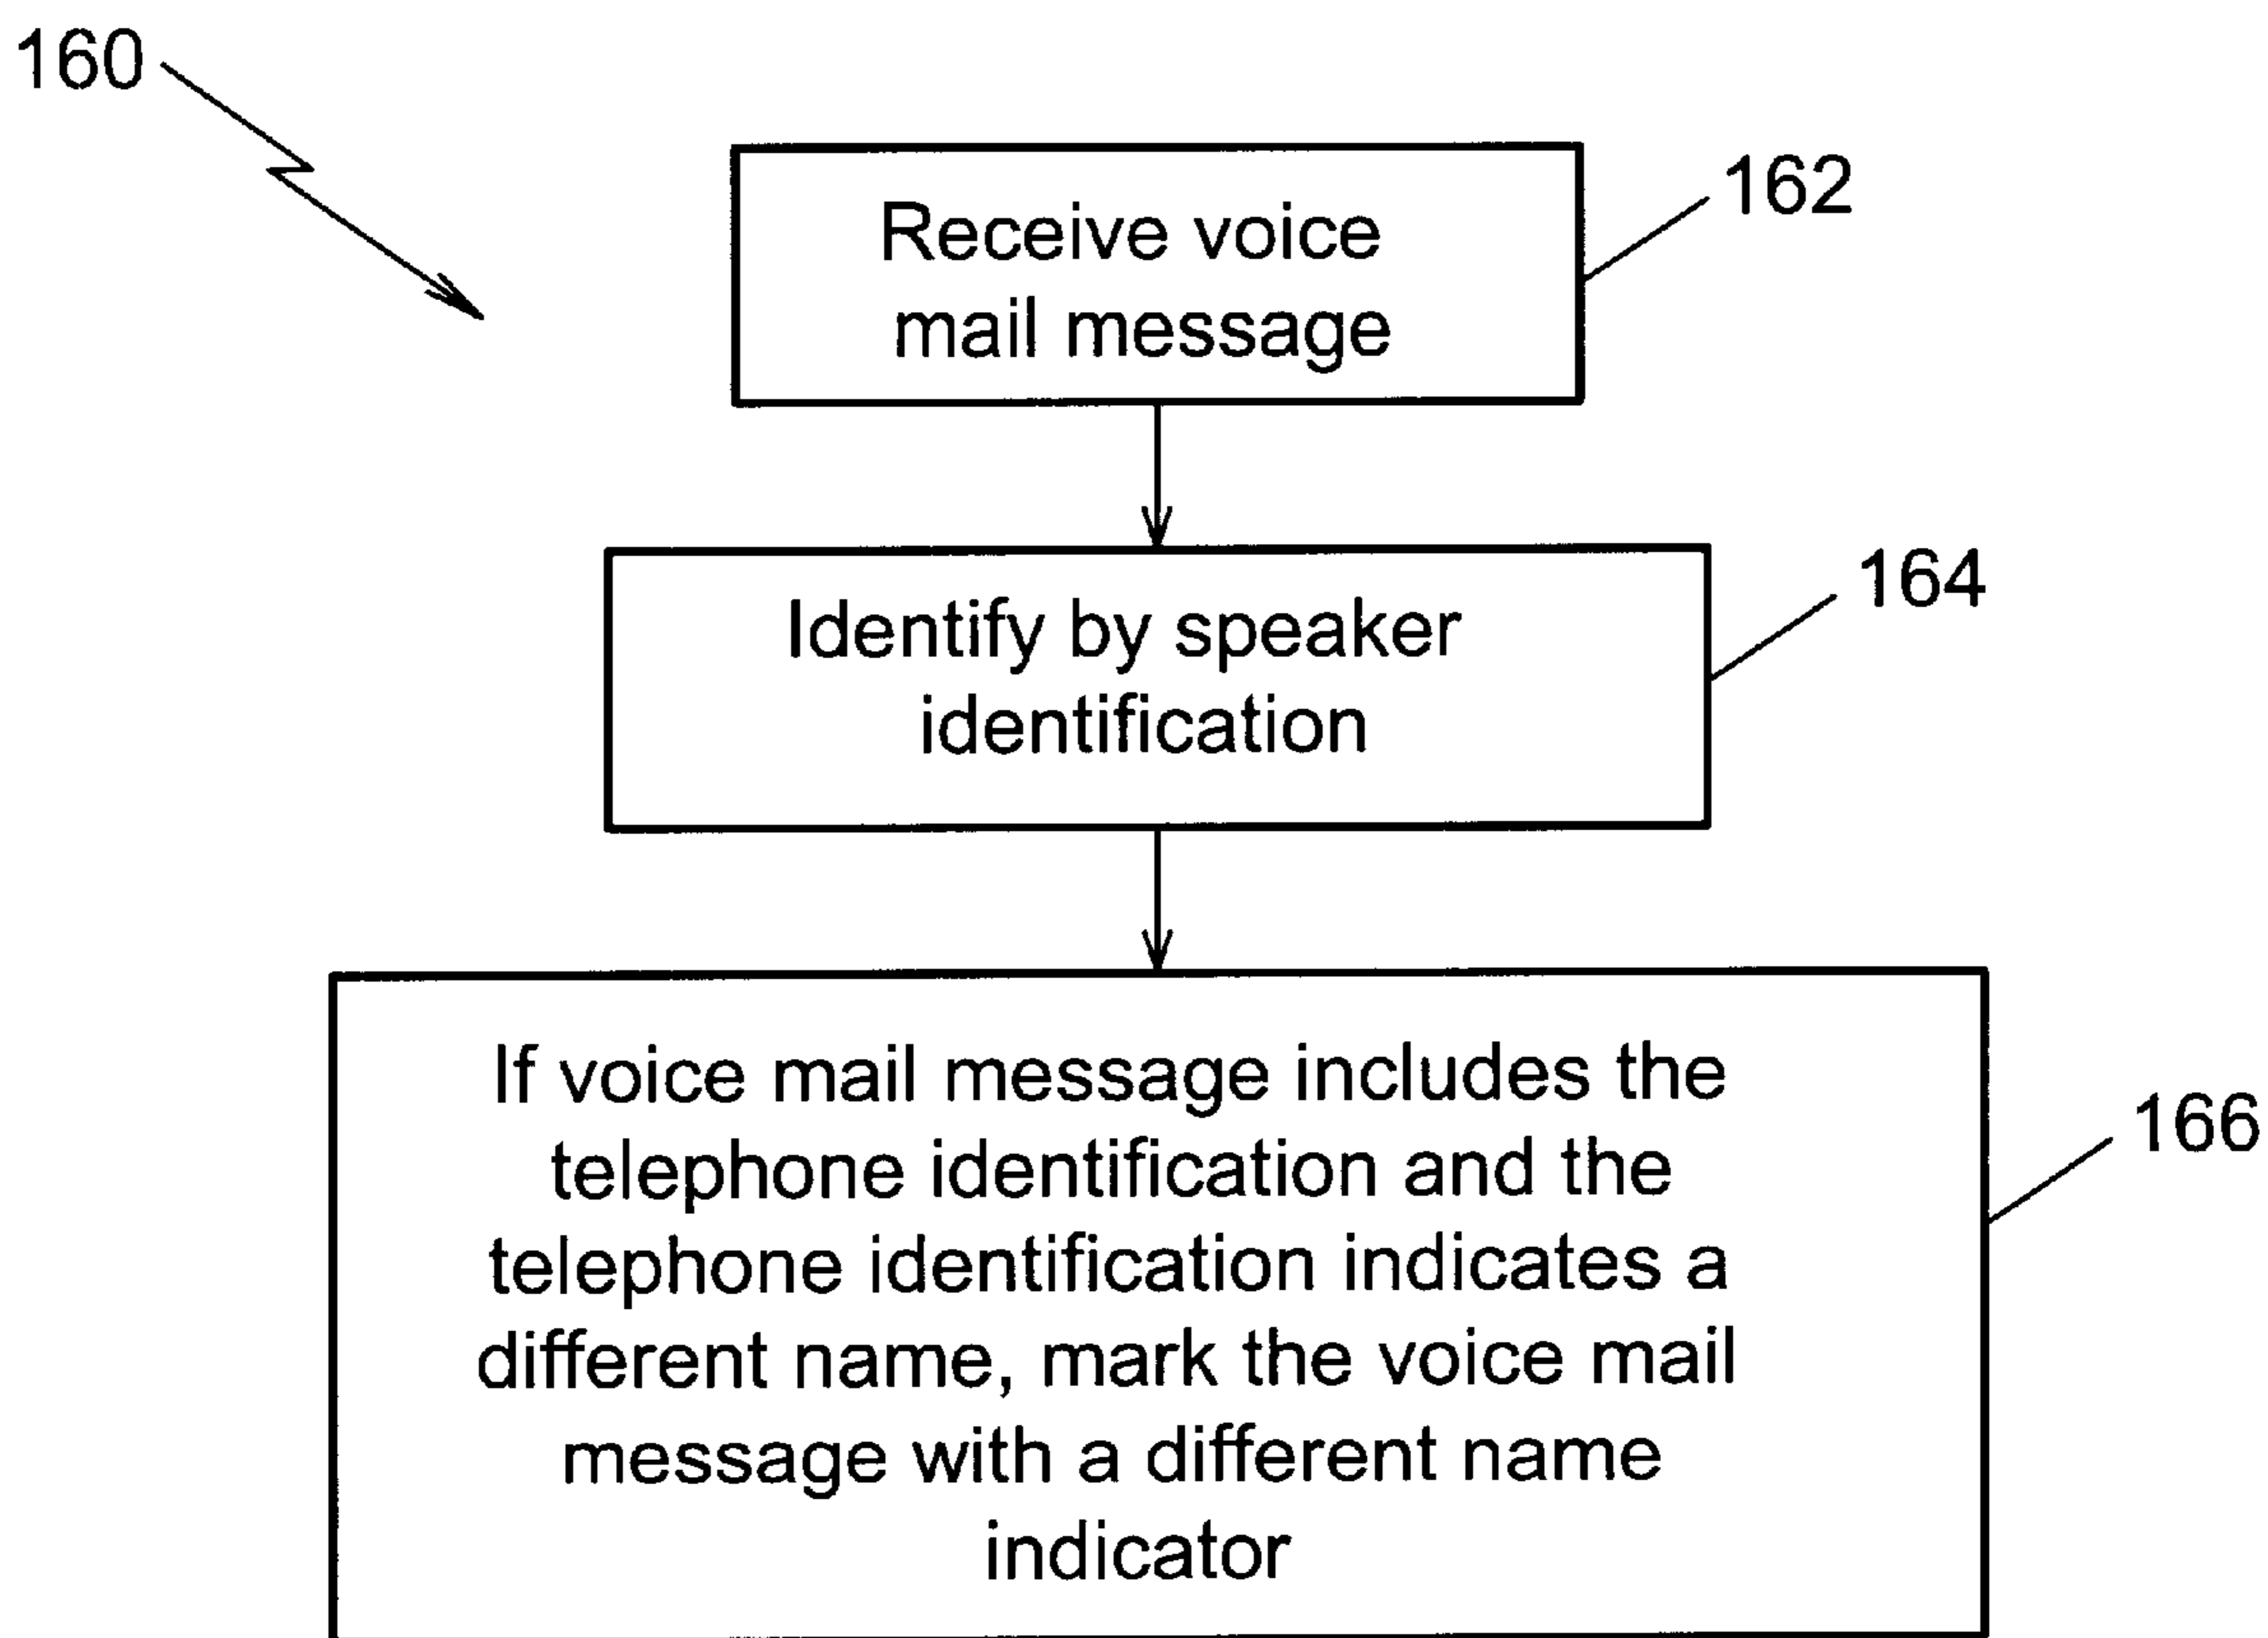 160
Receive voice
mail message
162
Identify by speaker
identification
164
If voice mail message includes the
telephone identification and the
telephone identification indicates a
different name, mark the voice mail
message with a different name
indicator
166